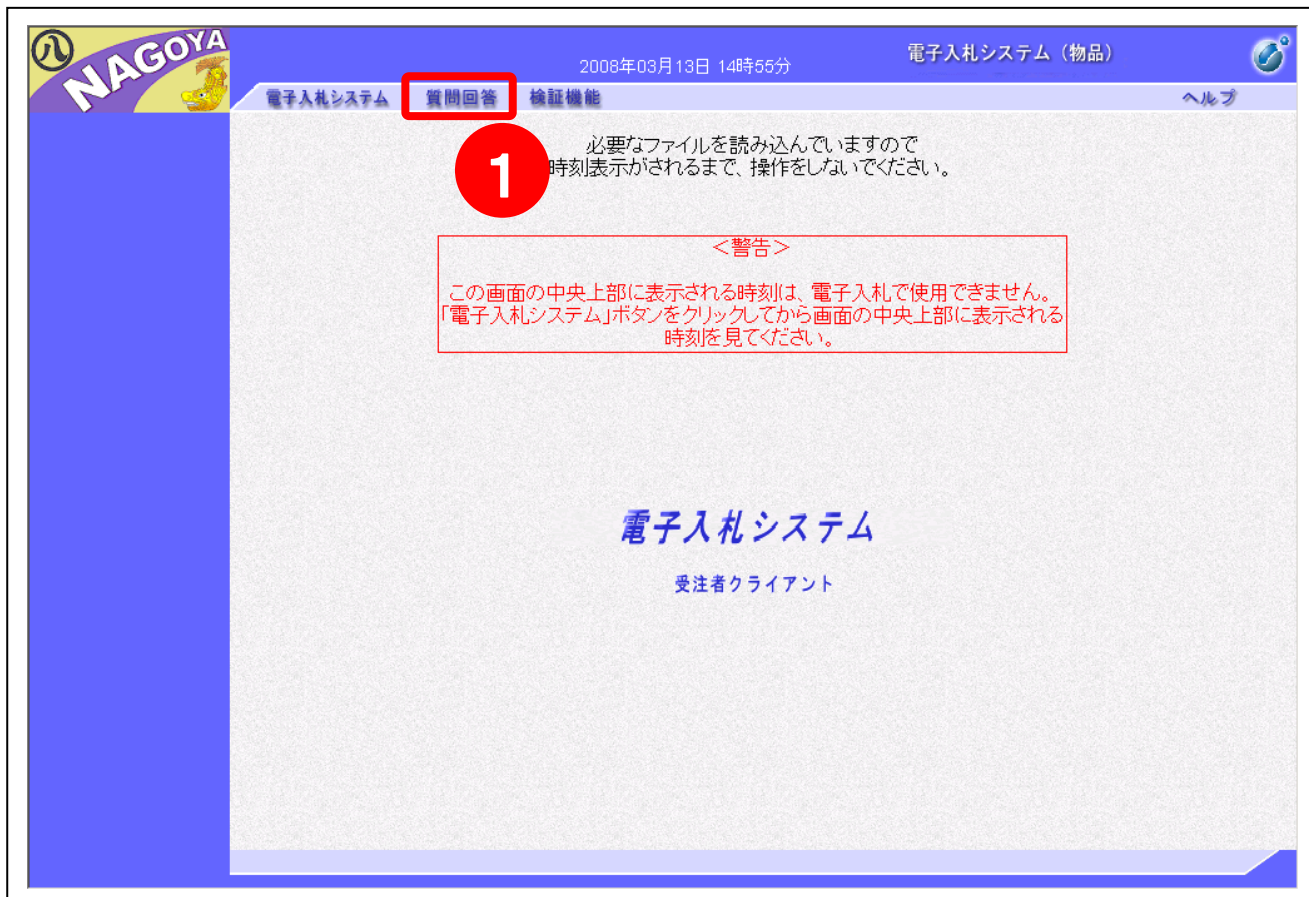 八
NAGOYA
2008年03月13日 14時55分
電子入札システム（物品）
電子入札システム 質問回答 検証機能 ヘルプ
1
必要なファイルを読み込んでいますので
時刻表示がされるまで、操作をしないでください。
＜警告＞
この画面の中央上部に表示される時刻は、電子入札で使用できません。
「電子入札システム」ボタンをクリックしてから画面の中央上部に表示される
時刻を見てください。
電子入札システム
受注者クライアント